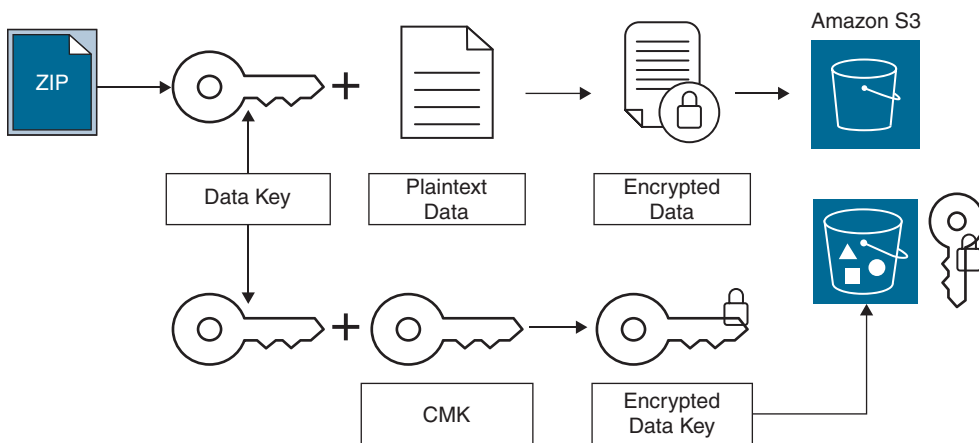 Amazon S3
ZIP
Data Key
Plaintext
Data
Encrypted
Data
CMK
Encrypted
Data Key